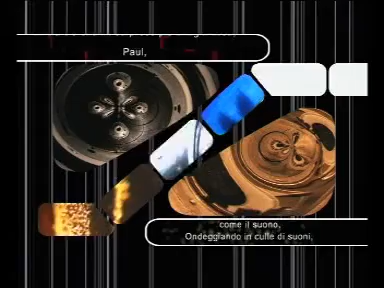 Paul,
come il suono,
Ondeggiando in culle di suoni,